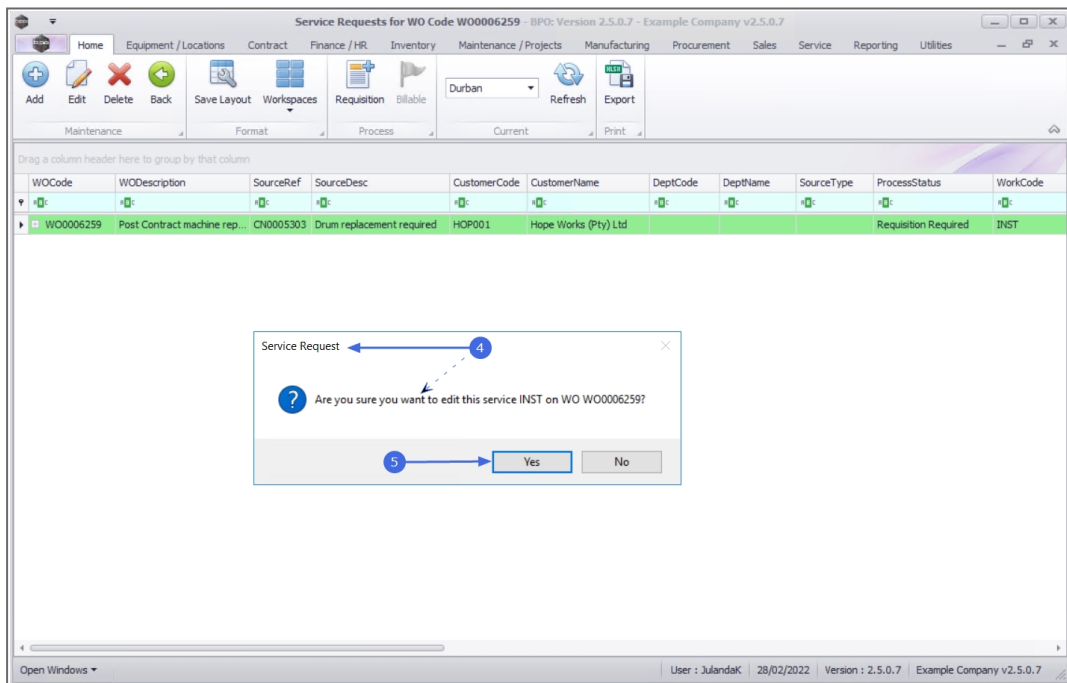 Service Requests for WO Code WO0006259 - BPO: Version 2.5.0.7 - Example Company v2.5.0.7
Home Equipment / Locations Contract Finance / HR Inventory Maintenance / Projects Manufacturing Procurement Sales Service Reporting Utilities
Add Edit Delete Back Save Layout Workspaces Requisition Billable Durban Refresh Export
Maintenance Format Process Current Print
Drag a column header here to group by that column
WOCode WODescription SourceRef SourceDesc CustomerCode CustomerName DeptCode DeptName SourceType ProcessStatus WorkCode
WO0006259 Post Contract machine rep... CN0005303 Drum replacement required HOP001 Hope Works (Pty) Ltd Requisition Required INST
Service Request 4
Are you sure you want to edit this service INST on WO WO0006259?
5 Yes No
Open Windows User : JulandaK 28/02/2022 Version : 2.5.0.7 Example Company v2.5.0.7